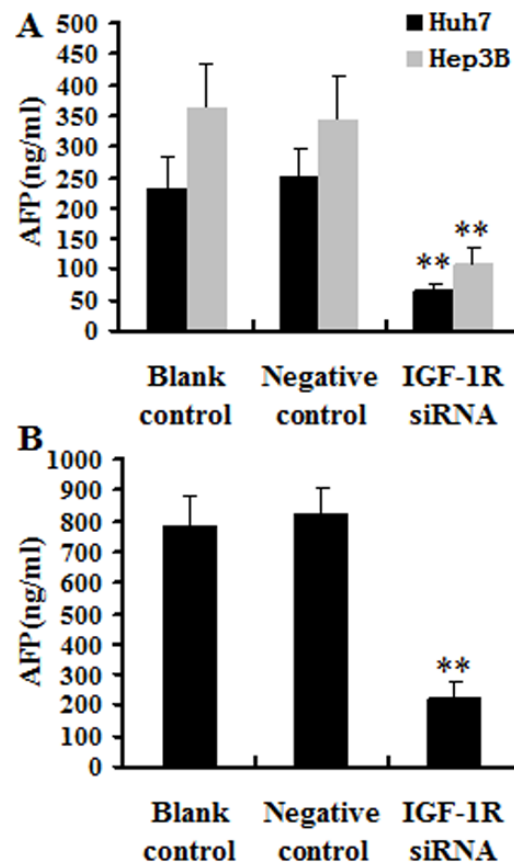 A
Huh7
Hep3B
AFP(ng/ml)
500
450
400
350
300
250
200
150
100
50
0
**
**
Blank
control
Negative
control
IGF-1R
siRNA
B
AFP(ng/ml)
1000
900
800
700
600
500
400
300
200
100
0
**
Blank
control
Negative
control
IGF-1R
siRNA